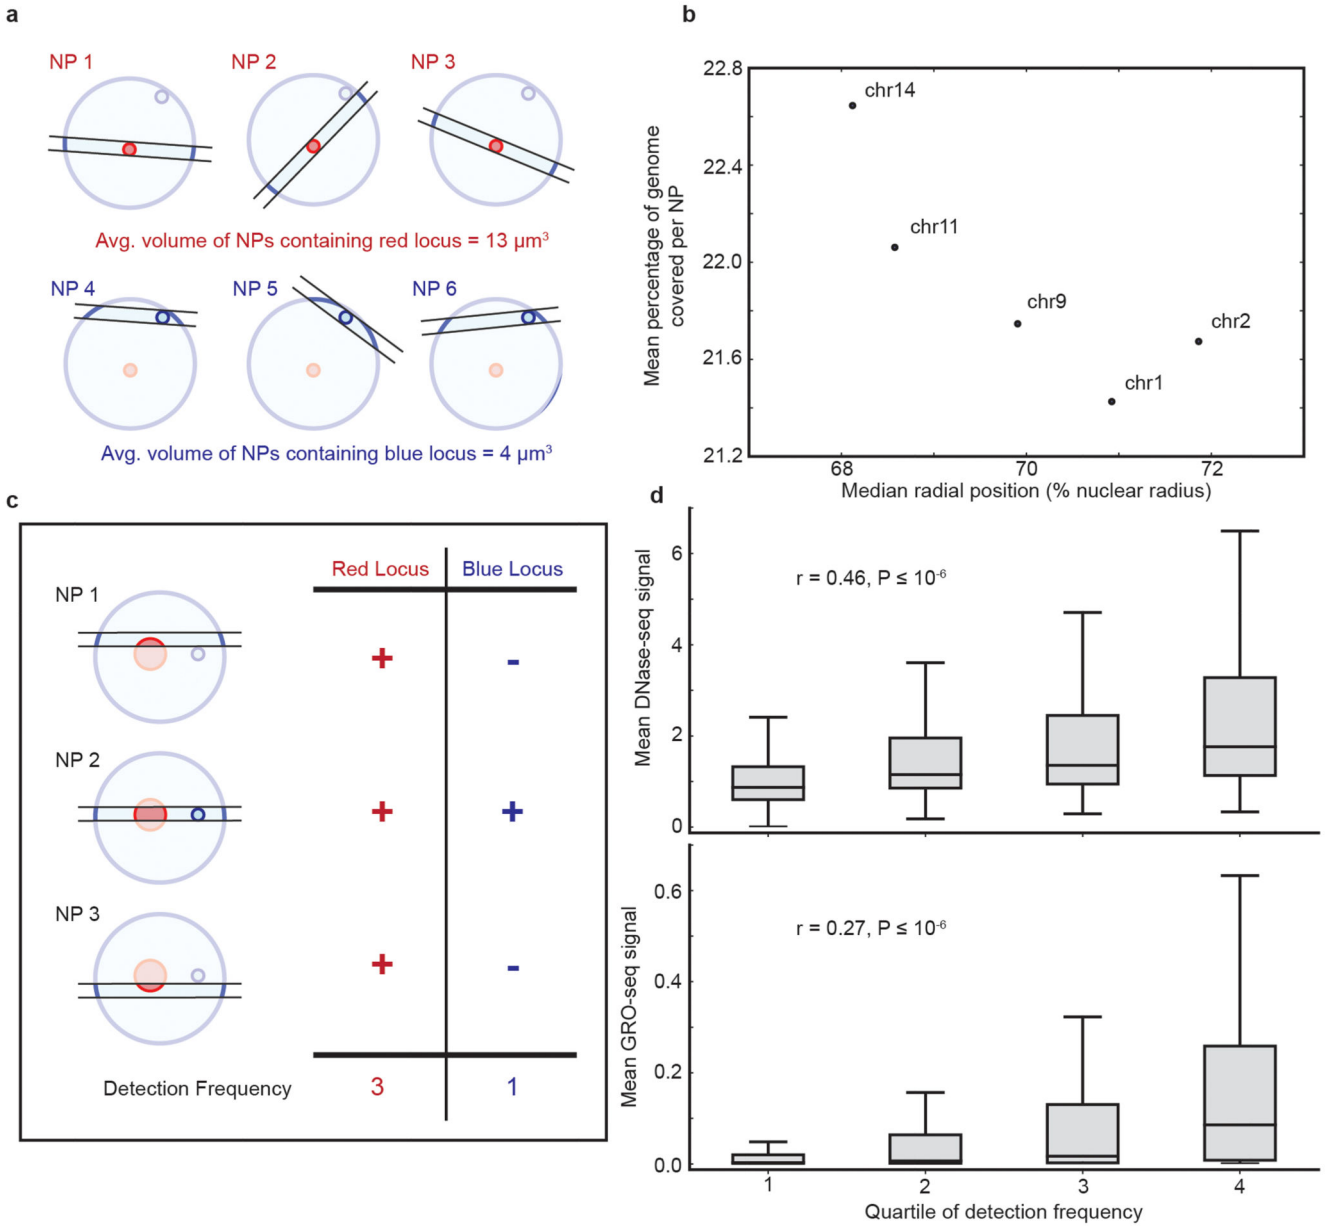 a
NP 1
NP 2
NP 3
Avg. volume of NPs containing red locus = 13 µm³
NP 4
NP 5
NP 6
Avg. volume of NPs containing blue locus = 4 µm³
b
Mean percentage of genome
covered per NP
22.8
22.4
22.0
21.6
21.2
chr14
chr11
chr9
chr2
chr1
68
70
72
Median radial position (% nuclear radius)
c
Red Locus
Blue Locus
NP 1
+
-
NP 2
+
+
NP 3
+
-
Detection Frequency
3
1
d
Mean DNase-seq signal
6
4
2
0
r = 0.46, P ≤ 10⁻⁶
Mean GRO-seq signal
0.6
0.4
0.2
0.0
r = 0.27, P ≤ 10⁻⁶
1
2
3
4
Quartile of detection frequency